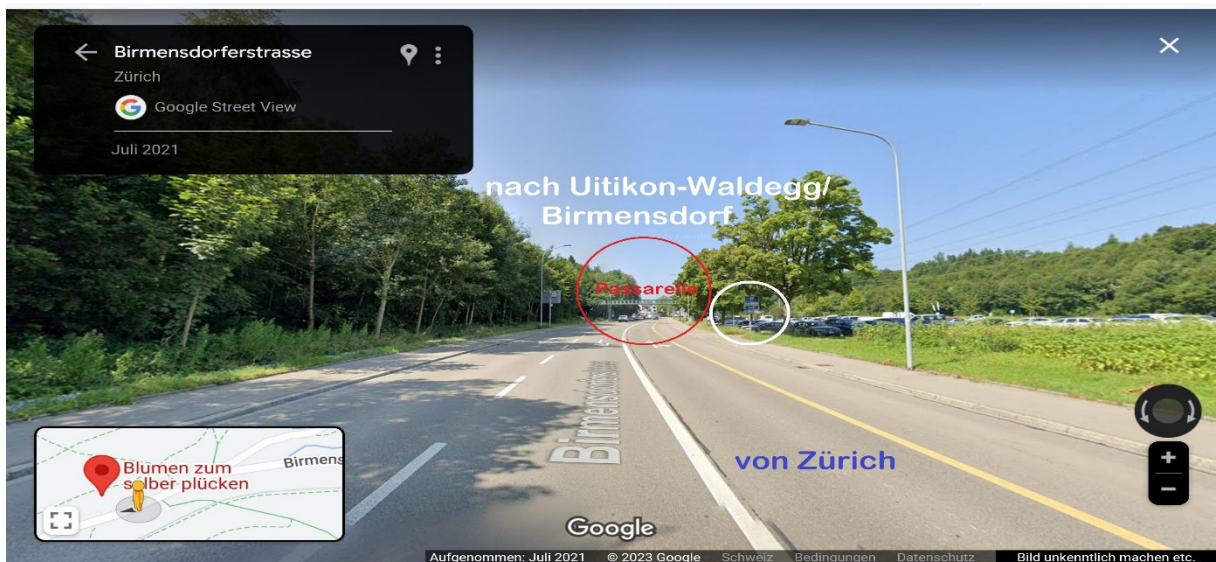 Birmensdorferstrasse
Zürich
Google Street View
Juli 2021
nach Uitikon-Waldegg/
Birmensdorf
Passarelle
Birmensdorferstrasse
von Zürich
Blumen zum
selber plücken
Birmens
Google
Aufgenommen: Juli 2021 © 2023 Google Schweiz Bedingungen Datenschutz Bild unkenntlich machen etc.